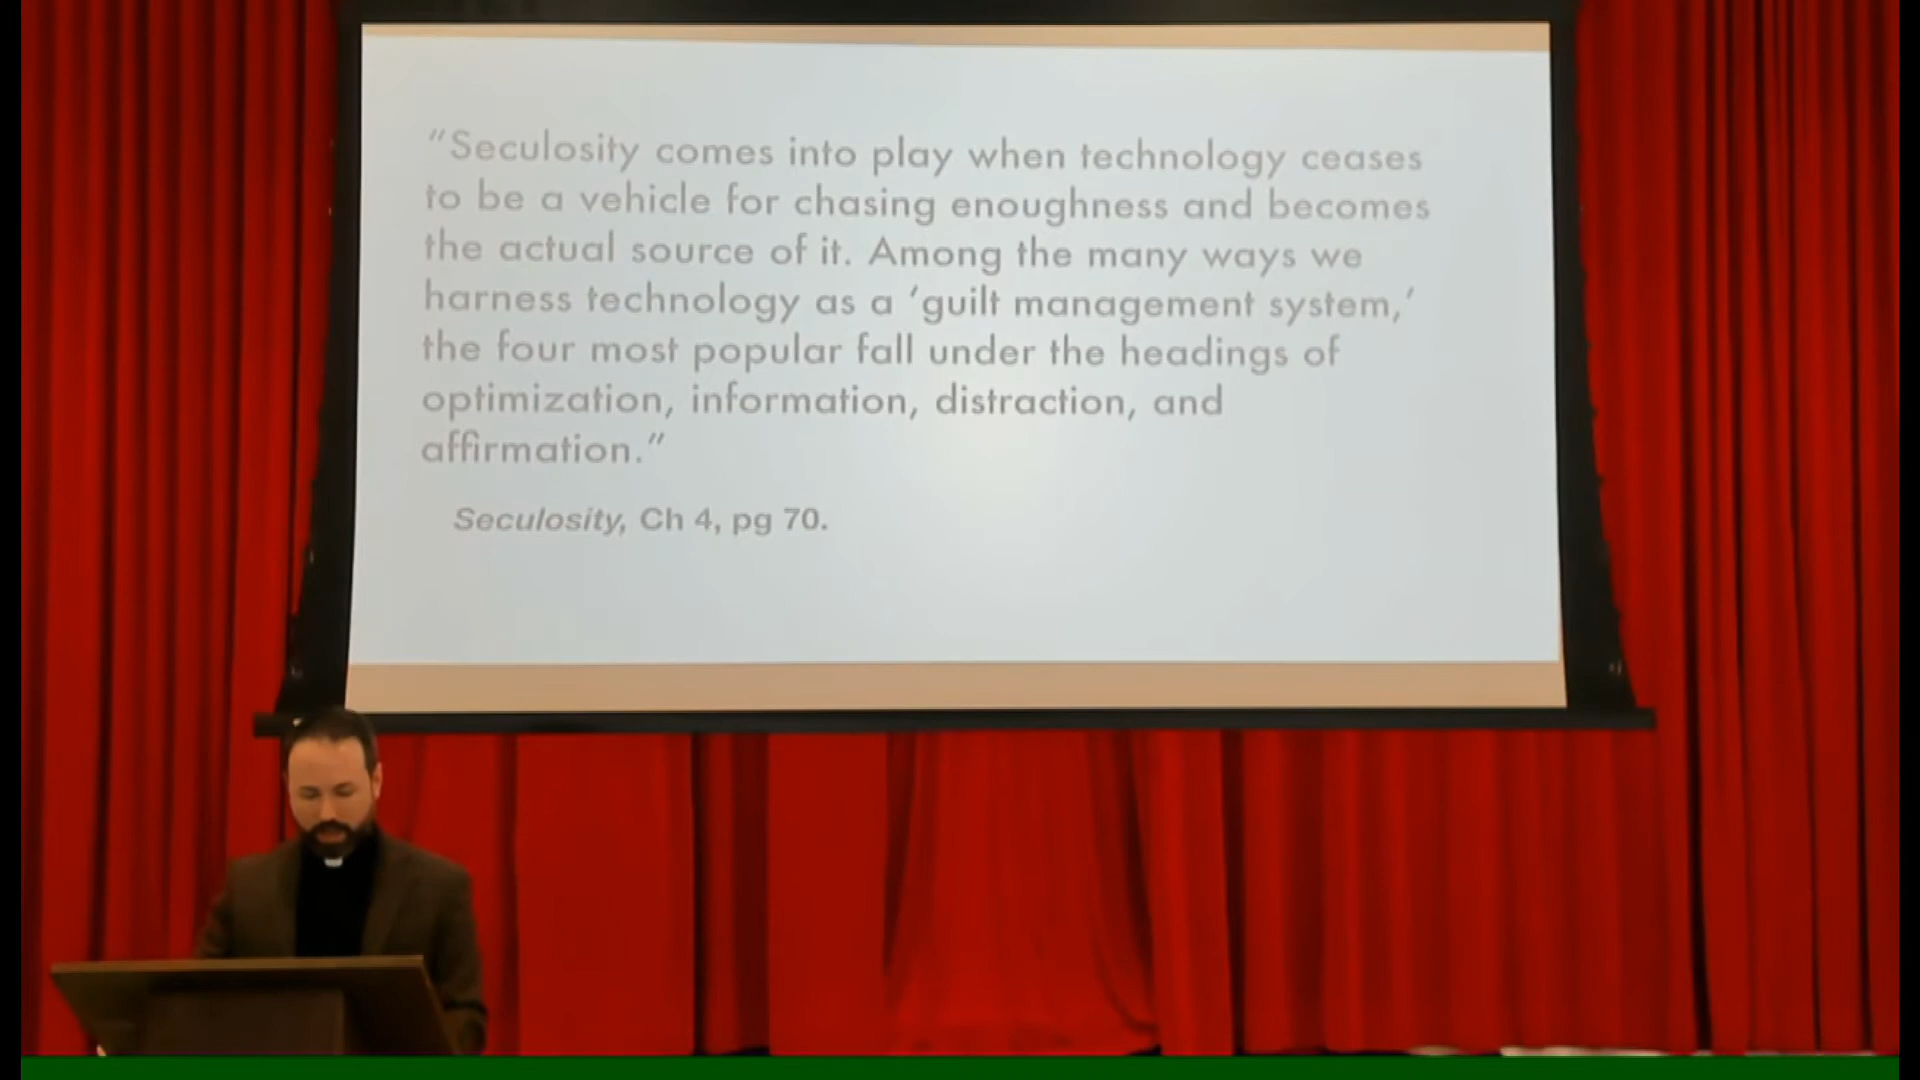 "Seculosity comes into play when technology ceases
to be a vehicle for chasing enoughness and becomes
the actual source of it. Among the many ways we
harness technology as a 'guilt management system,'
the four most popular fall under the headings of
optimization, information, distraction, and
affirmation."
Seculosity, Ch 4, pg 70.